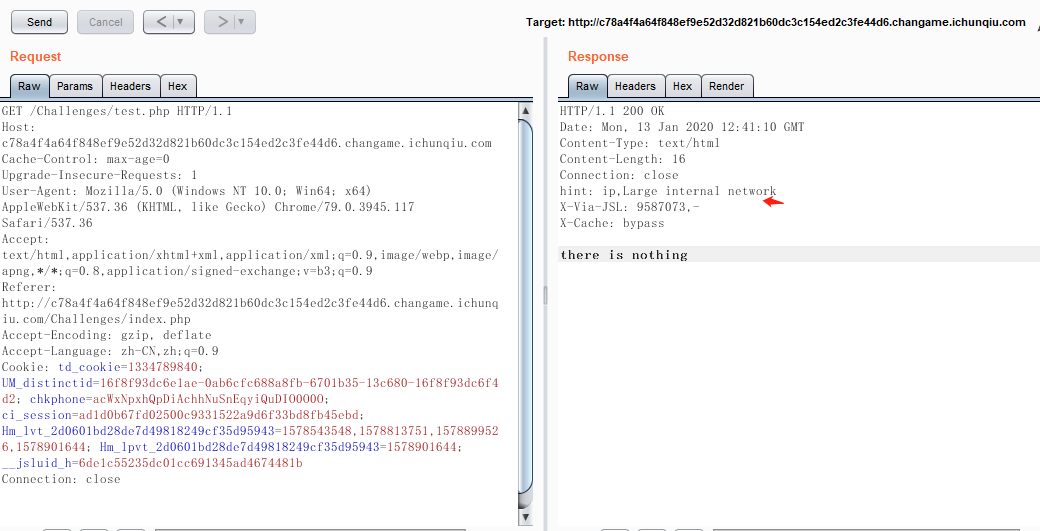 Send
Cancel
<
>
Target: http://c78a4f4a64f848ef9e52d32d821b60dc3c154ed2c3fe44d6.changame.ichunqiu.com
Request
Raw Params Headers Hex
GET /Challenges/test.php HTTP/1.1
Host:
c78a4f4a64f848ef9e52d32d821b60dc3c154ed2c3fe44d6.changame.ichunqiu.com
Cache-Control: max-age=0
Upgrade-Insecure-Requests: 1
User-Agent: Mozilla/5.0 (Windows NT 10.0; Win64; x64)
AppleWebKit/537.36 (KHTML, like Gecko) Chrome/79.0.3945.117
Safari/537.36
Accept:
text/html,application/xhtml+xml,application/xml;q=0.9,image/webp,image/
apng,*/*;q=0.8,application/signed-exchange;v=b3;q=0.9
Referer:
http://c78a4f4a64f848ef9e52d32d821b60dc3c154ed2c3fe44d6.changame.ichunq
iu.com/Challenges/index.php
Accept-Encoding: gzip, deflate
Accept-Language: zh-CN,zh;q=0.9
Cookie: td_cookie=1334789840;
UM_distinctid=16f8f93dc6e1ae-0ab6cfc688a8fb-6701b35-13c680-16f8f93dc6f4
d2; chkphone=acWxNpxhQpDiAchhNuSnEqyiQuDIO0O0O;
ci_session=ad1d0b67fd02500c9331522a9d6f33bd8fb45ebd;
Hm_lvt_2d0601bd28de7d49818249cf35d95943=1578543548,1578813751,157889952
6,1578901644; Hm_lpvt_2d0601bd28de7d49818249cf35d95943=1578901644;
__jsluid_h=6de1c55235dc01cc691345ad4674481b
Connection: close
Response
Raw Headers Hex Render
HTTP/1.1 200 OK
Date: Mon, 13 Jan 2020 12:41:10 GMT
Content-Type: text/html
Content-Length: 16
Connection: close
hint: ip,Large internal network
X-Via-JSL: 9587073,-
X-Cache: bypass
there is nothing